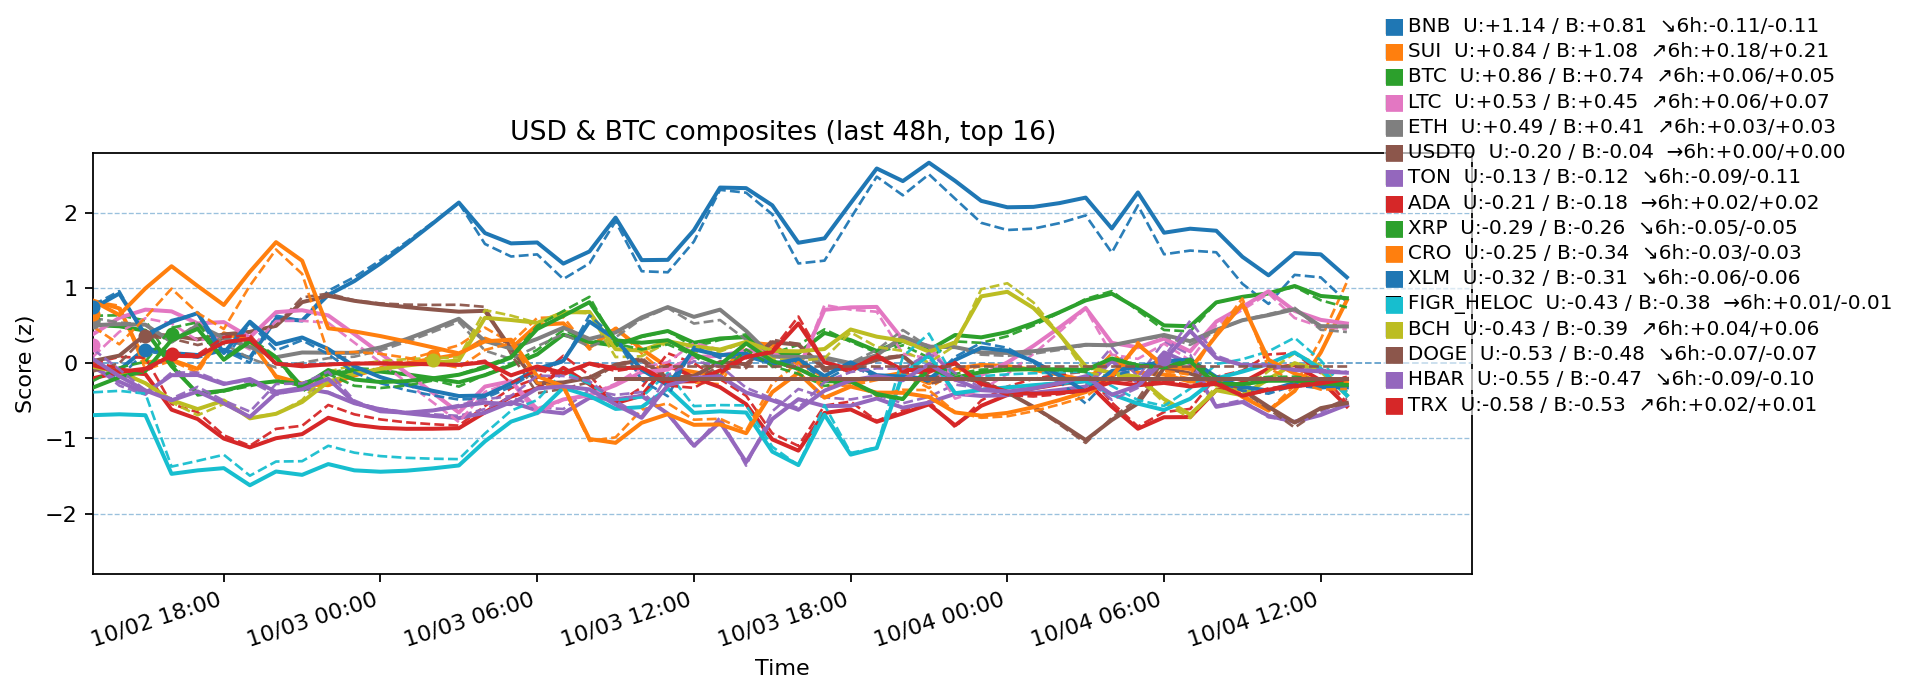 BNB  U:+1.14 / B:+0.81  ↘6h:-0.11/-0.11
SUI  U:+0.84 / B:+1.08  ↗6h:+0.18/+0.21
BTC  U:+0.86 / B:+0.74  ↗6h:+0.06/+0.05
LTC  U:+0.53 / B:+0.45  ↗6h:+0.06/+0.07
ETH  U:+0.49 / B:+0.41  ↗6h:+0.03/+0.03
USDT0  U:-0.20 / B:-0.04  →6h:+0.00/+0.00
TON  U:-0.13 / B:-0.12  ↘6h:-0.09/-0.11
ADA  U:-0.21 / B:-0.18  →6h:+0.02/+0.02
XRP  U:-0.29 / B:-0.26  ↘6h:-0.05/-0.05
CRO  U:-0.25 / B:-0.34  ↘6h:-0.03/-0.03
XLM  U:-0.32 / B:-0.31  ↘6h:-0.06/-0.06
FIGR_HELOC  U:-0.43 / B:-0.38  →6h:+0.01/-0.01
BCH  U:-0.43 / B:-0.39  ↗6h:+0.04/+0.06
DOGE  U:-0.53 / B:-0.48  ↘6h:-0.07/-0.07
HBAR  U:-0.55 / B:-0.47  ↘6h:-0.09/-0.10
TRX  U:-0.58 / B:-0.53  ↗6h:+0.02/+0.01
USD & BTC composites (last 48h, top 16)
Score (z)
2
1
0
−1
−2
10/02 18:00
10/03 00:00
10/03 06:00
10/03 12:00
10/03 18:00
10/04 00:00
10/04 06:00
10/04 12:00
Time